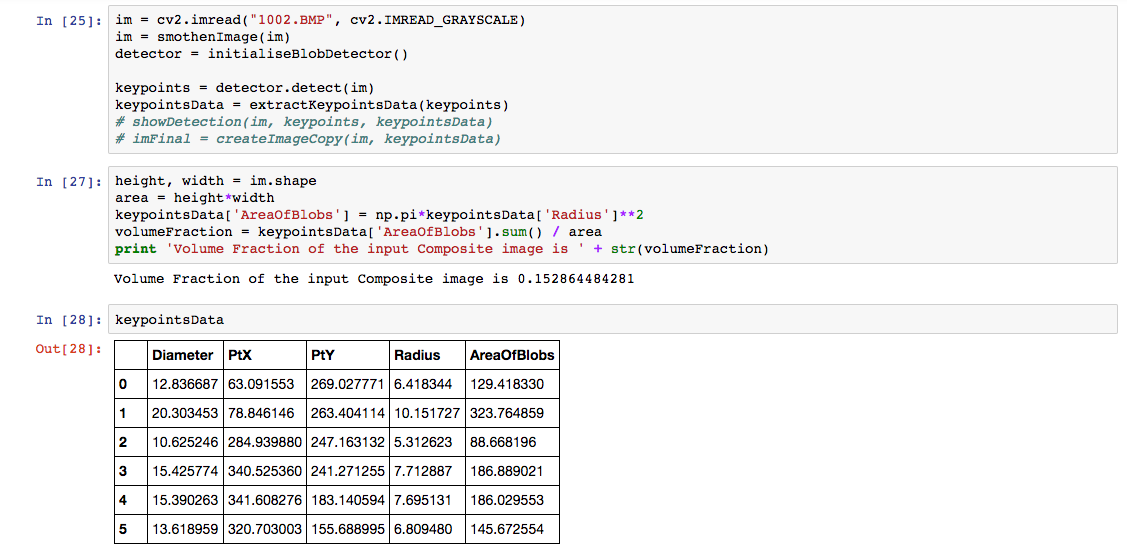 In [25]: im = cv2.imread("1002.BMP", cv2.IMREAD_GRAYSCALE)
im = smothenImage(im)
detector = initialiseBlobDetector()
keypoints = detector.detect(im)
keypointsData = extractKeypointsData(keypoints)
# showDetection(im, keypoints, keypointsData)
# imFinal = createImageCopy(im, keypointsData)
In [27]: height, width = im.shape
area = height*width
keypointsData['AreaOfBlobs'] = np.pi*keypointsData['Radius']**2
volumeFraction = keypointsData['AreaOfBlobs'].sum() / area
print 'Volume Fraction of the input Composite image is ' + str(volumeFraction)
Volume Fraction of the input Composite image is 0.152864484281
In [28]: keypointsData
Out[28]:
Diameter PtX PtY Radius AreaOfBlobs
0 12.836687 63.091553 269.027771 6.418344 129.418330
1 20.303453 78.846146 263.404114 10.151727 323.764859
2 10.625246 284.939880 247.163132 5.312623 88.668196
3 15.425774 340.525360 241.271255 7.712887 186.889021
4 15.390263 341.608276 183.140594 7.695131 186.029553
5 13.618959 320.703003 155.688995 6.809480 145.672554